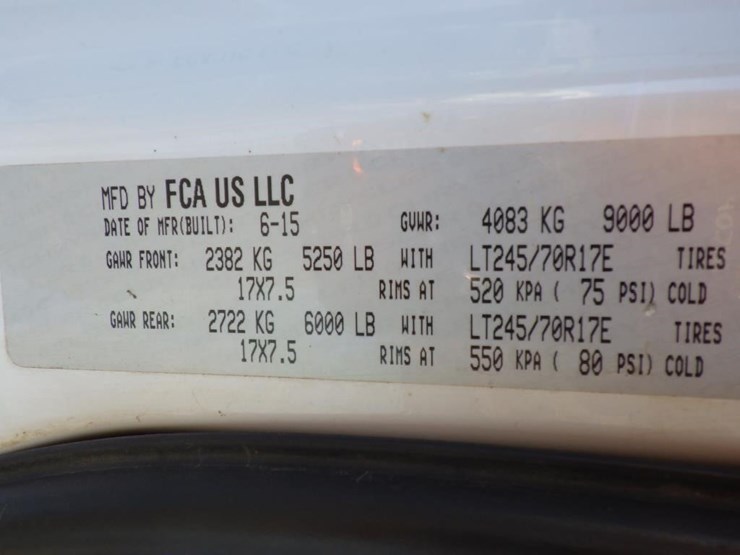 MFD BY FCA US LLC
DATE OF MFR(BUILT): 6-15 GVWR: 4083 KG 9000 LB
GAWR FRONT: 2382 KG 5250 LB WITH LT245/70R17E TIRES
17X7.5 RIMS AT 520 KPA ( 75 PSI) COLD
GAWR REAR: 2722 KG 6000 LB WITH LT245/70R17E TIRES
17X7.5 RIMS AT 550 KPA ( 80 PSI) COLD